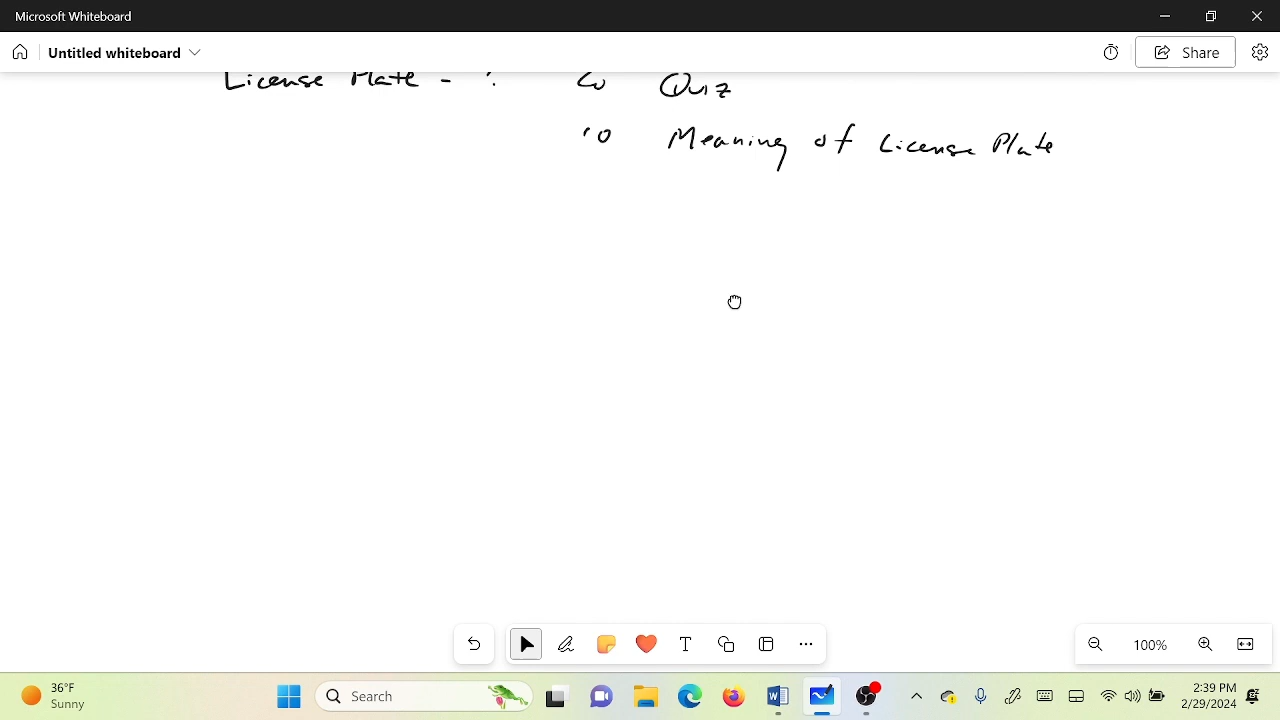 Microsoft Whiteboard
Untitled whiteboard
Share
License Plate - ?
Quiz
10 Meaning of License Plate
100%
36°F
Sunny
Search
2:39 PM
2/29/2024